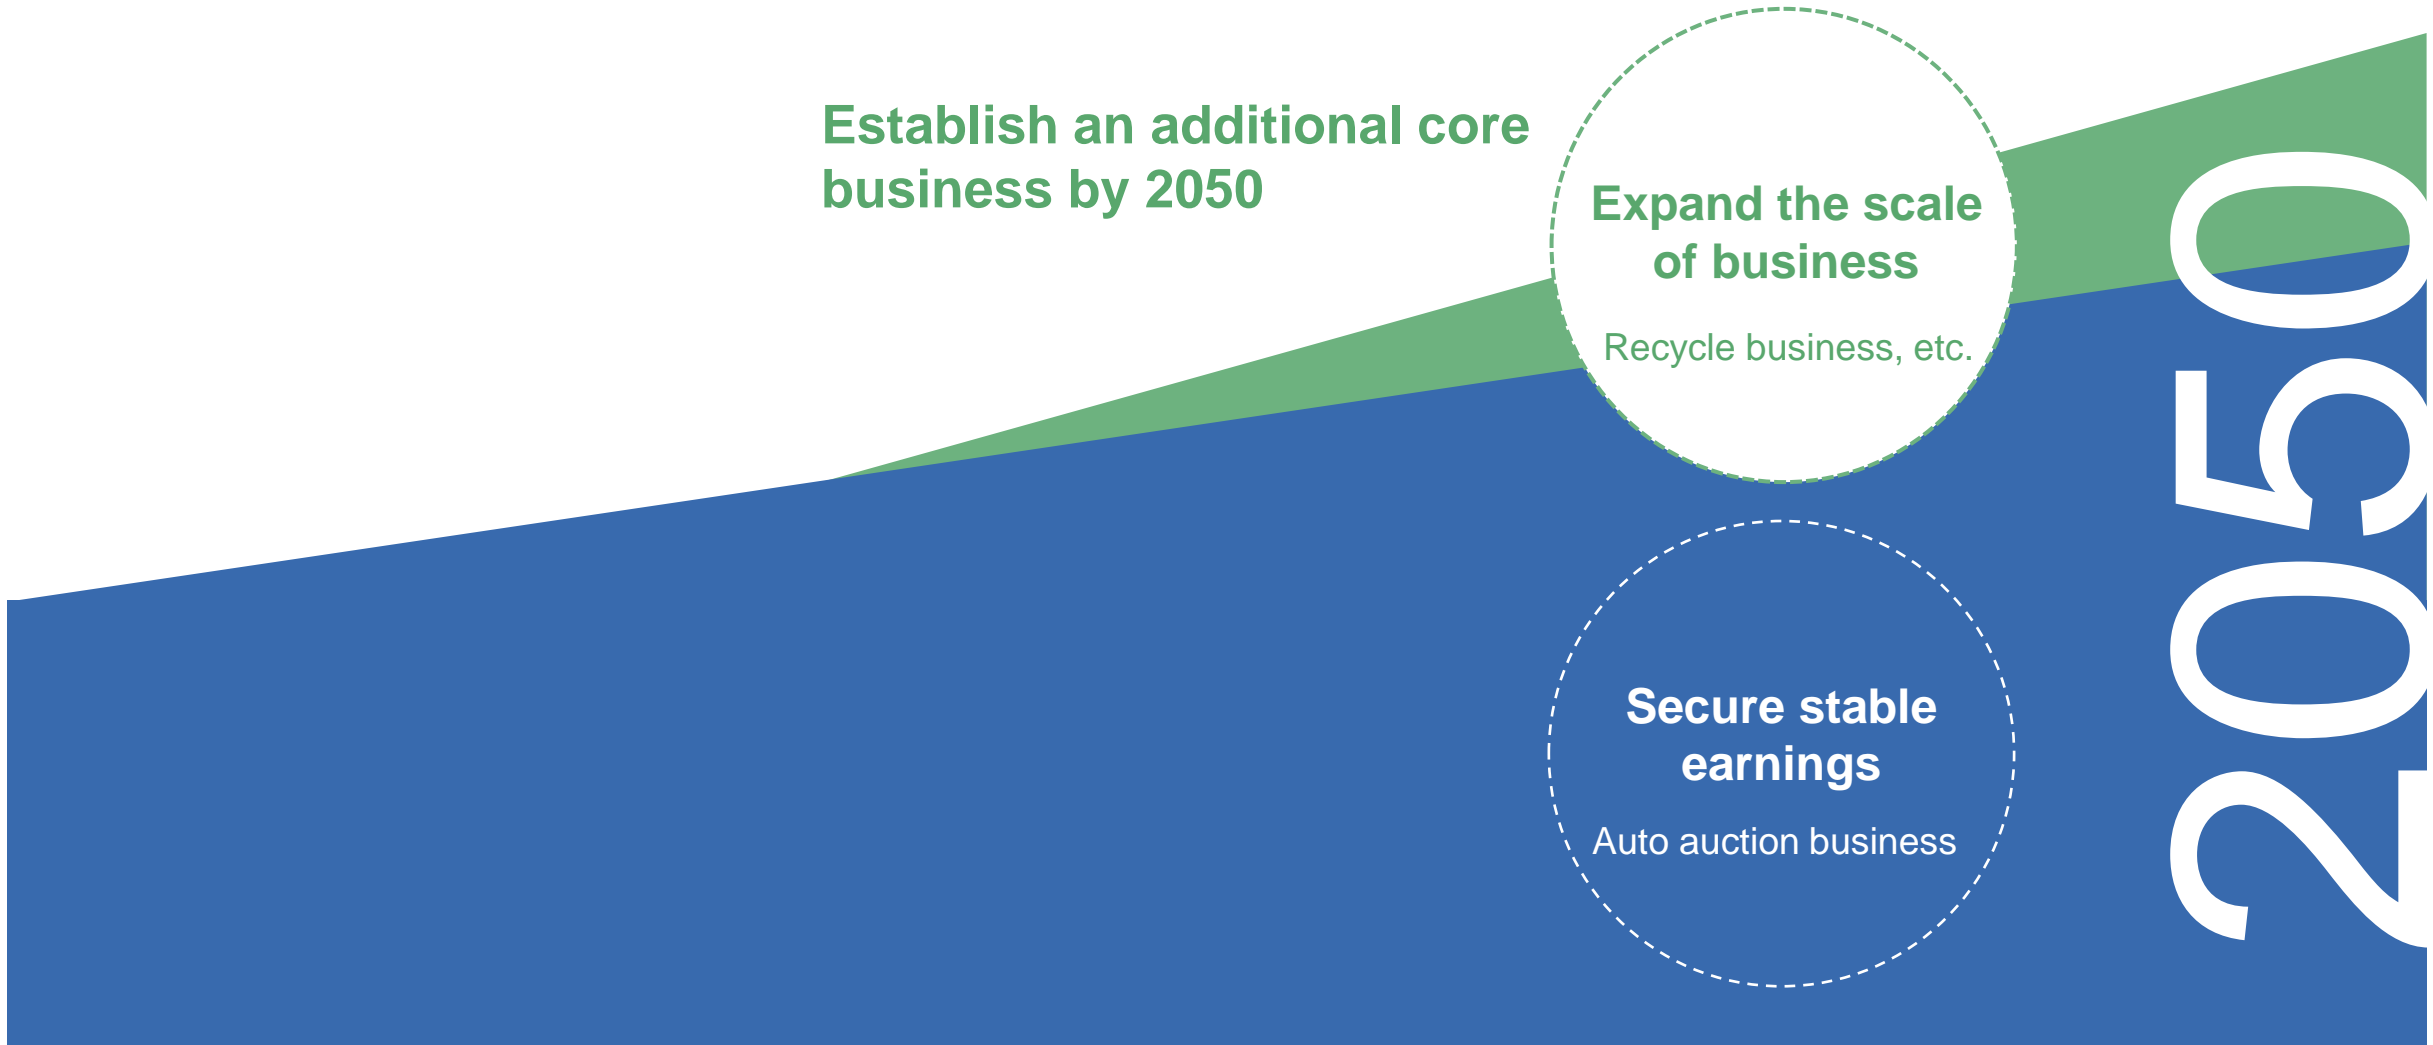 Establish an additional core
business by 2050
Expand the scale
of business
Recycle business, etc.
Secure stable
earnings
Auto auction business
2050